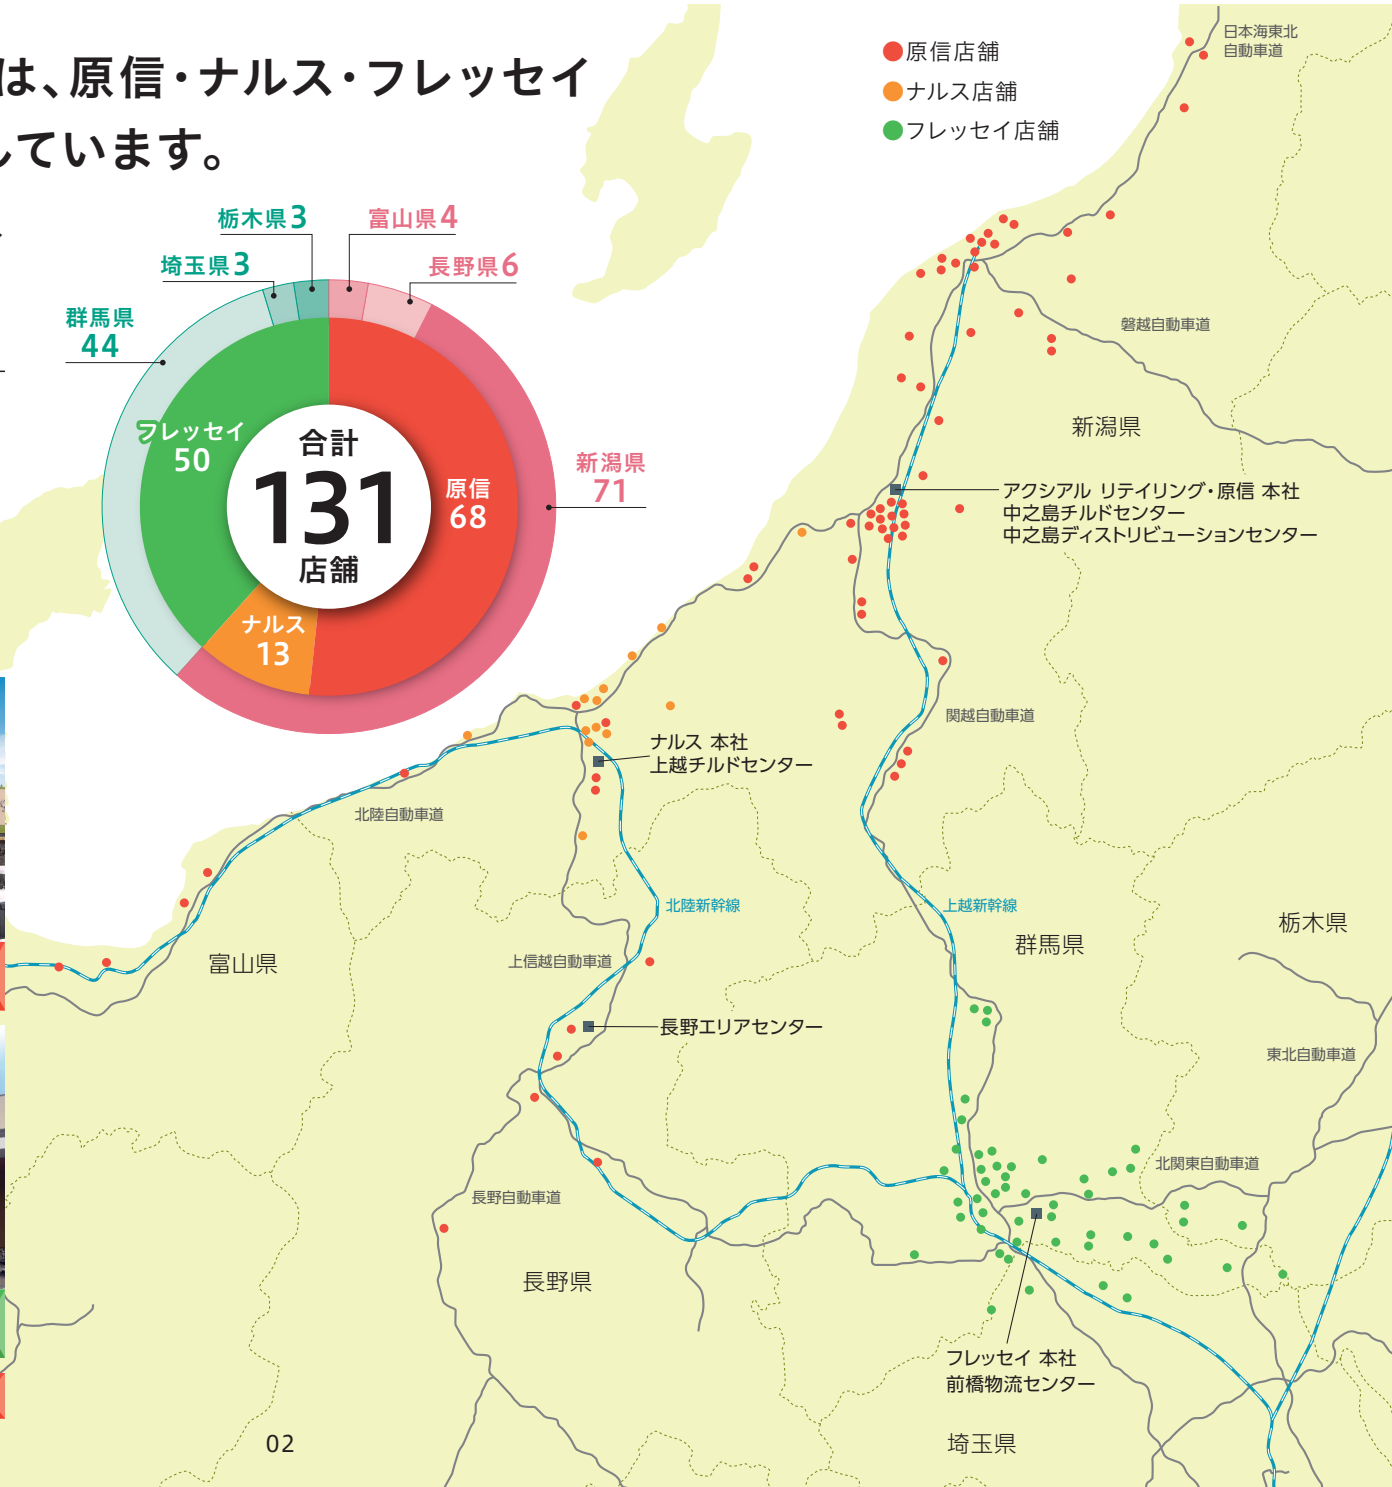 は、原信・ナルス・フレッセイ
しています。
原信店舗
ナルス店舗
フレッセイ店舗
日本海東北
自動車道
栃木県3
富山県4
埼玉県3
長野県6
群馬県
44
フレッセイ
50
合計
131
店舗
原信
68
ナルス
13
新潟県
71
磐越自動車道
新潟県
アクシアル リテイリング・原信 本社
中之島チルドセンター
中之島ディストリビューションセンター
関越自動車道
ナルス 本社
上越チルドセンター
北陸自動車道
北陸新幹線
上越新幹線
栃木県
群馬県
富山県
上信越自動車道
長野エリアセンター
東北自動車道
北関東自動車道
長野自動車道
長野県
フレッセイ 本社
前橋物流センター
埼玉県
02